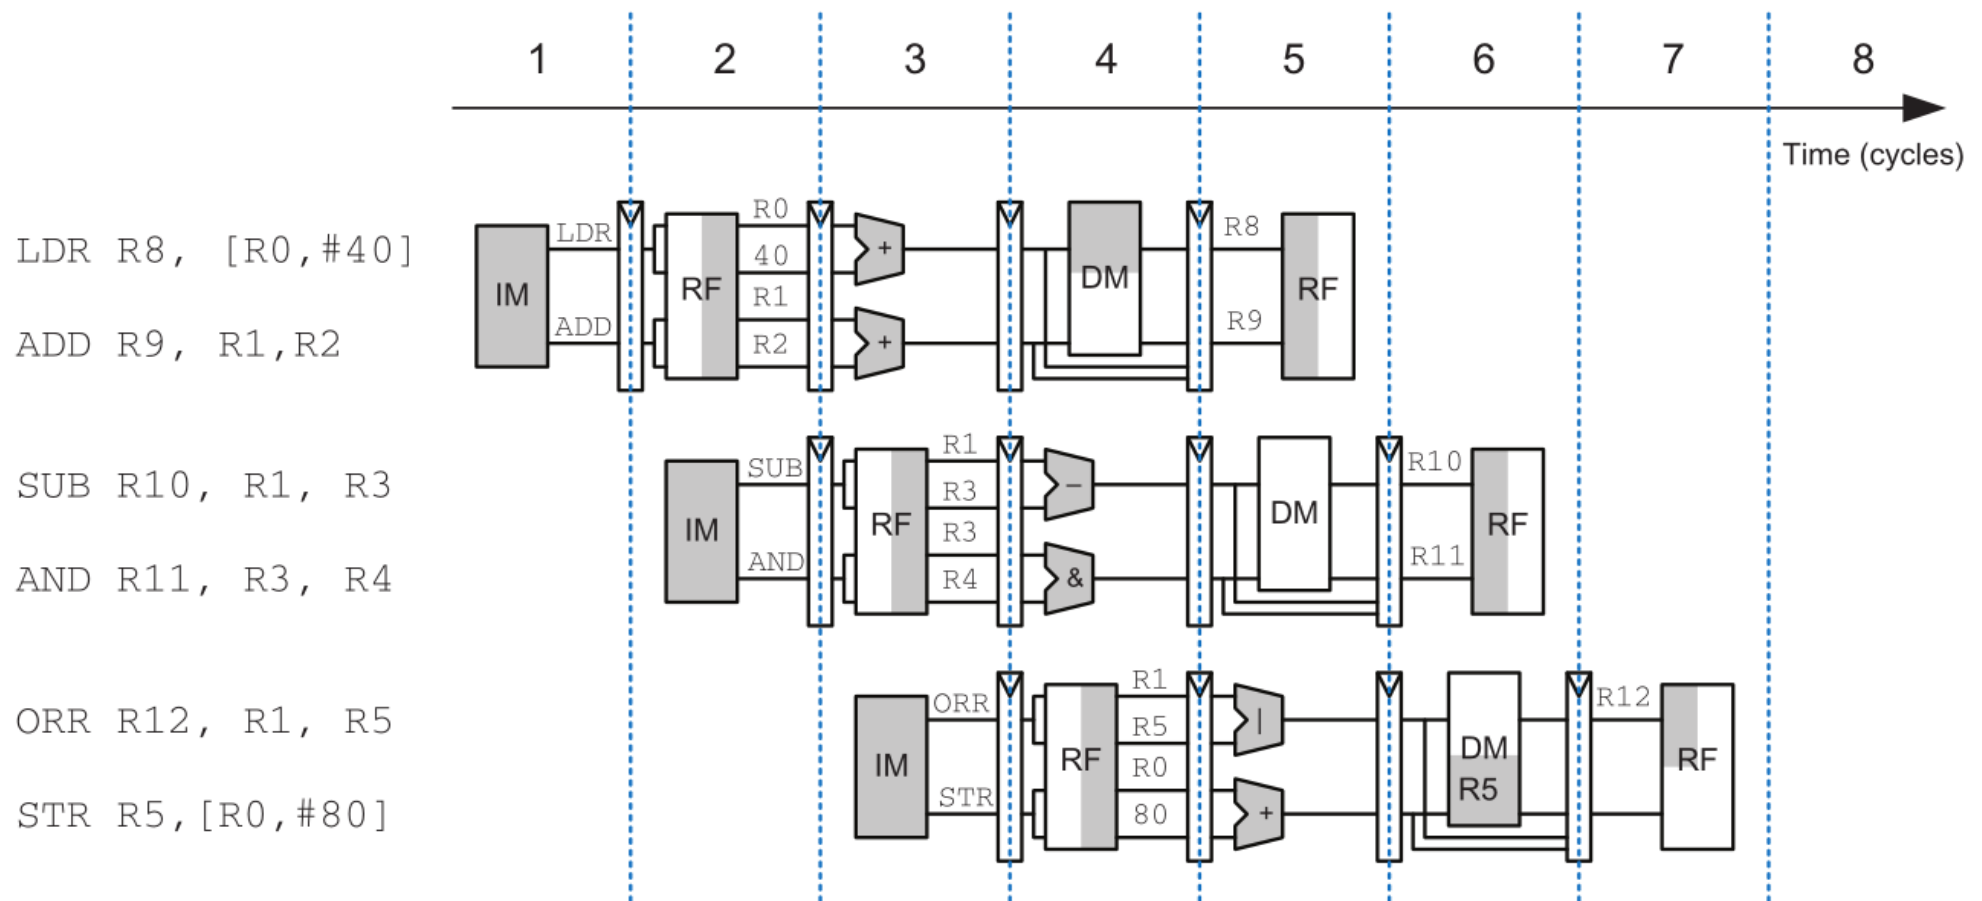 1 2 3 4 5 6 7 8
Time (cycles)
LDR R8, [R0,#40]
ADD R9, R1,R2
IM
LDR
ADD
RF
R0
40
R1
R2
+
+
DM
R8
R9
RF
SUB R10, R1, R3
AND R11, R3, R4
IM
SUB
AND
RF
R1
R3
R3
R4
−
&
DM
R10
R11
RF
ORR R12, R1, R5
STR R5,[R0,#80]
IM
ORR
STR
RF
R1
R5
R0
80
|
+
DM
R5
R12
RF